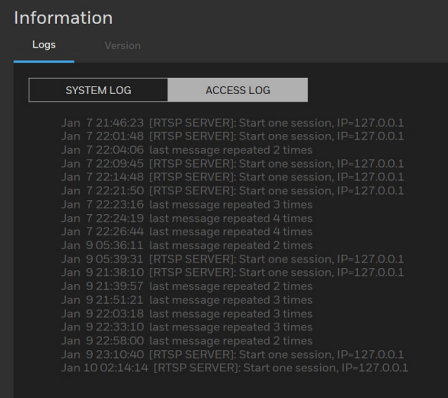 Information
Logs Version
SYSTEM LOG ACCESS LOG
Jan 7 21:46:23 [RTSP SERVER]: Start one session, IP=127.0.0.1
Jan 7 22:01:48 [RTSP SERVER]: Start one session, IP=127.0.0.1
Jan 7 22:04:06 last message repeated 2 times
Jan 7 22:09:45 [RTSP SERVER]: Start one session, IP=127.0.0.1
Jan 7 22:14:48 [RTSP SERVER]: Start one session, IP=127.0.0.1
Jan 7 22:21:50 [RTSP SERVER]: Start one session, IP=127.0.0.1
Jan 7 22:23:16 last message repeated 3 times
Jan 7 22:24:19 last message repeated 4 times
Jan 7 22:26:44 last message repeated 4 times
Jan 9 05:36:11 last message repeated 2 times
Jan 9 05:39:31 [RTSP SERVER]: Start one session, IP=127.0.0.1
Jan 9 21:38:10 [RTSP SERVER]: Start one session, IP=127.0.0.1
Jan 9 21:39:57 last message repeated 2 times
Jan 9 21:51:21 last message repeated 3 times
Jan 9 22:03:18 last message repeated 3 times
Jan 9 22:33:10 last message repeated 3 times
Jan 9 22:58:00 last message repeated 2 times
Jan 9 23:10:40 [RTSP SERVER]: Start one session, IP=127.0.0.1
Jan 10 02:14:14 [RTSP SERVER]: Start one session, IP=127.0.0.1